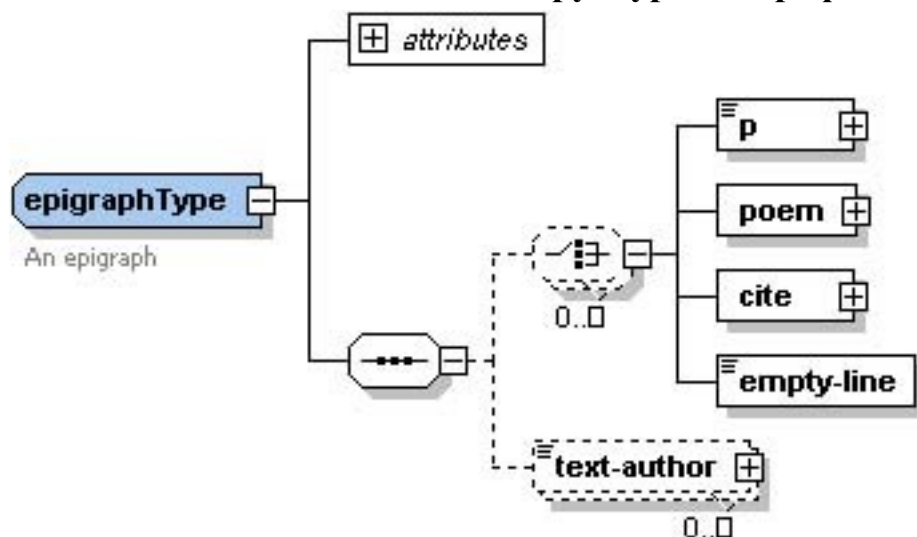 attributes
p
epigraphType
poem
An epigraph
cite
0..□
empty-line
text-author
0..□